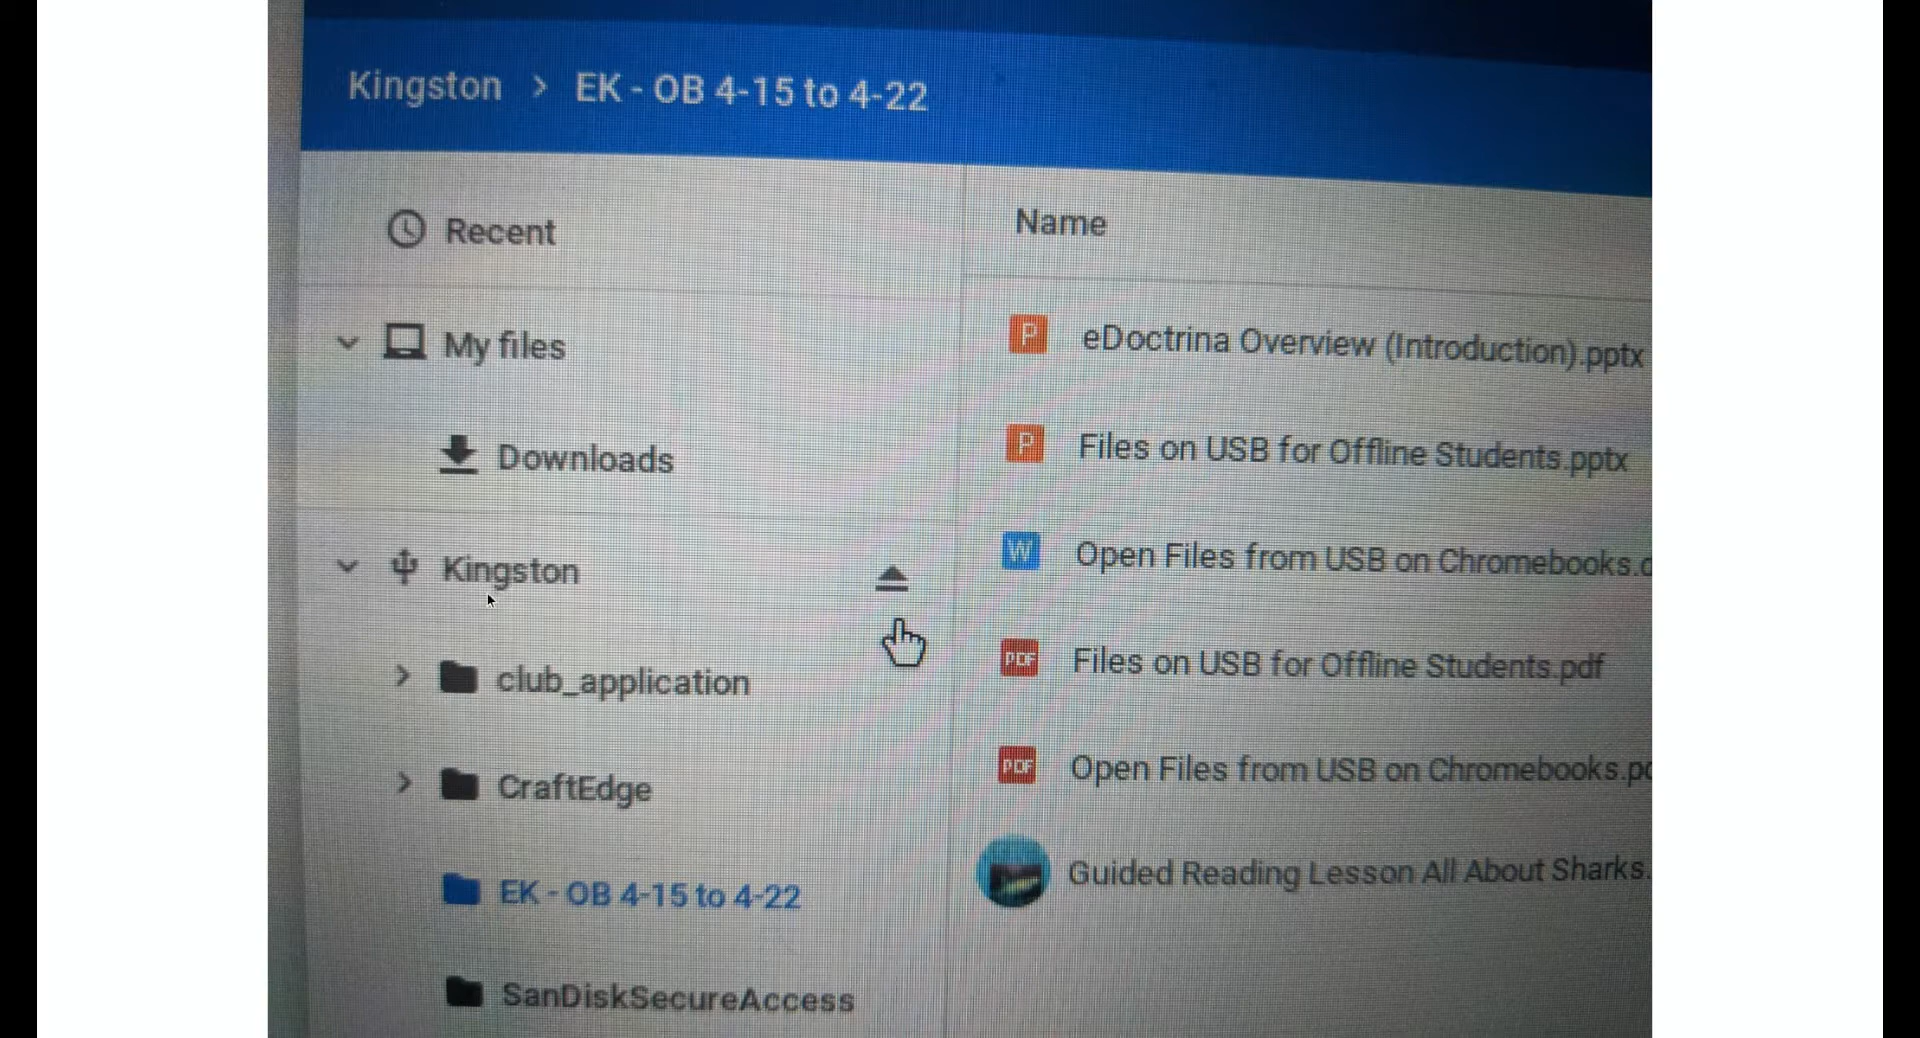 Kingston > EK - OB 4-15 to 4-22
Recent
My files
Downloads
Kingston
club_application
CraftEdge
EK - OB 4-15 to 4-22
SanDiskSecureAccess
Name
P eDoctrina Overview (Introduction).pptx
P Files on USB for Offline Students.pptx
W Open Files from USB on Chromebooks.
PDF Files on USB for Offline Students.pdf
PDF Open Files from USB on Chromebooks.
Guided Reading Lesson All About Sharks.